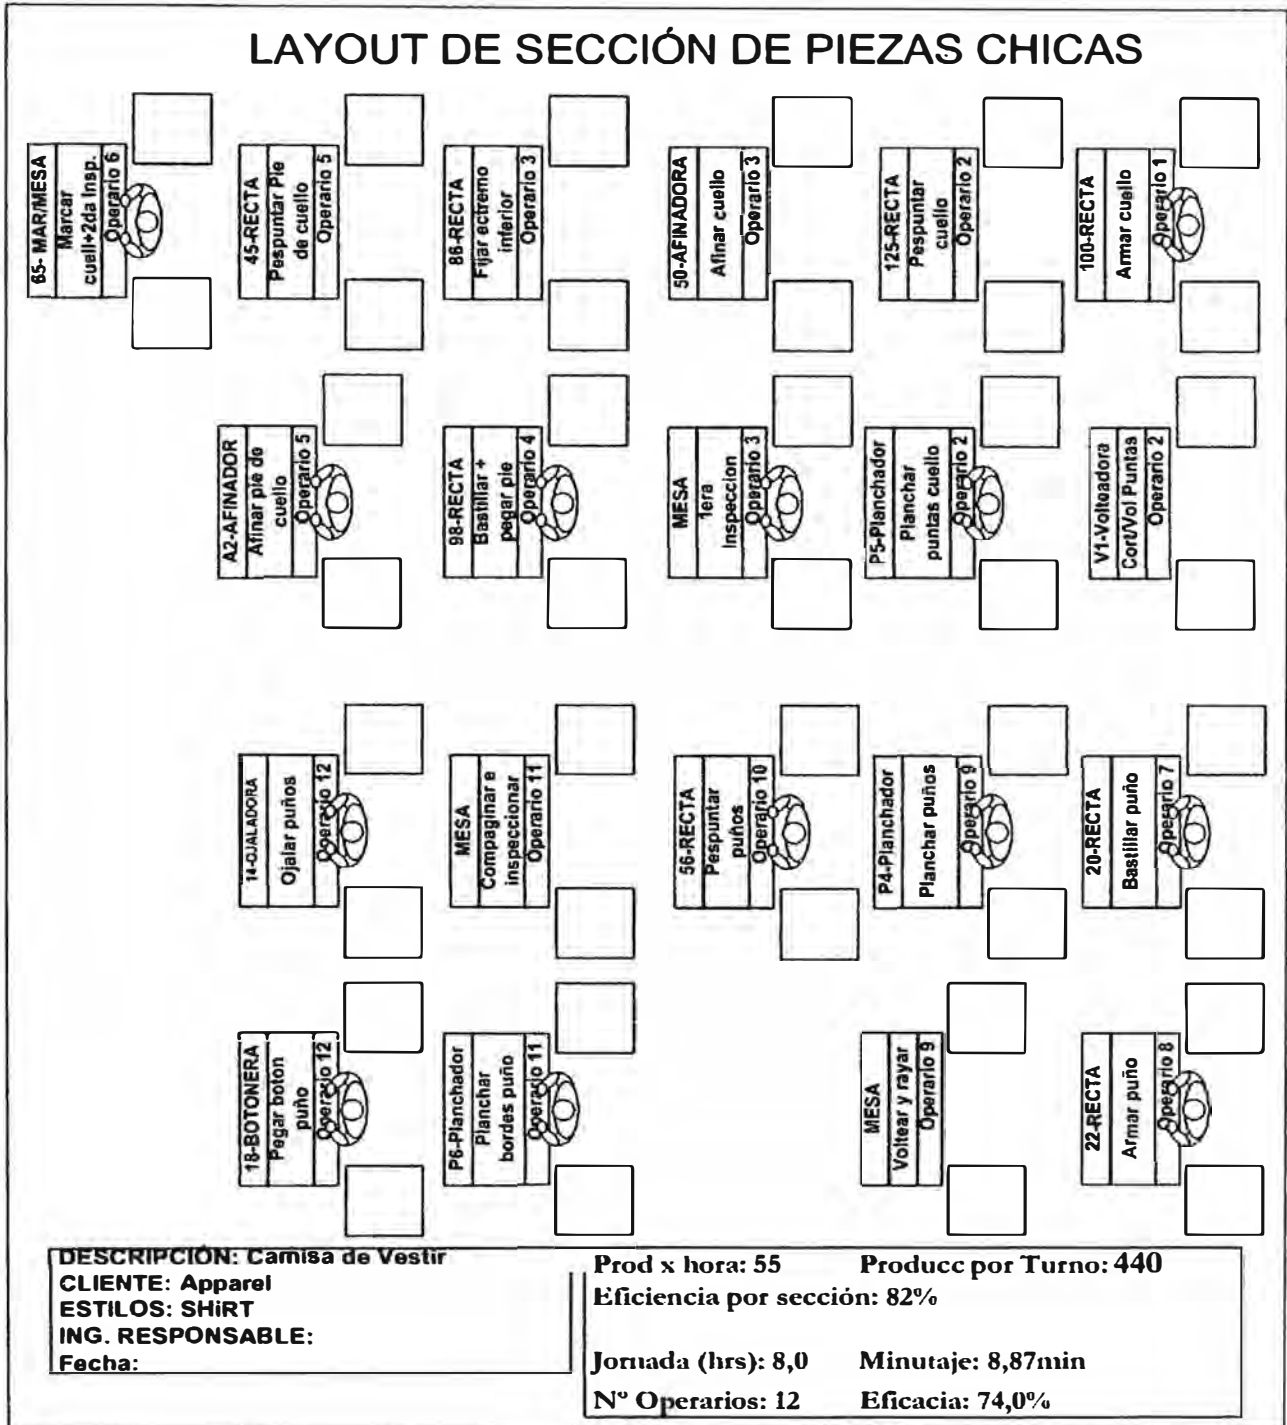 LAYOUT DE SECCIÓN DE PIEZAS CHICAS
65- MAR/MESA
Marcar
cuell+2da Insp.
Operario 6
45-RECTA
Pespuntar Pie
de cuello
Operario 5
86-RECTA
Fijar ectremo
inferior
Operario 3
50-AFINADORA
Afinar cuello
Operario 3
125-RECTA
Pespuntar
cuello
Operario 2
100-RECTA
Armar cuello
Operario 1
A2-AFINADOR
Afinar pie de
cuello
Operario 5
98-RECTA
Bastillar +
pegar pie
Operario 4
MESA
1era
Inspeccion
Operario 3
P5-Planchador
Planchar
puntas cuello
Operario 2
V1-Volteadora
Cort/Vol Puntas
Operario 2
14-OJALADORA
Ojalar puños
Operario 12
MESA
Compaginar e
inspeccionar
Operario 11
56-RECTA
Pespuntar
puños
Operario 10
P4-Planchador
Planchar puños
Operario 9
20-RECTA
Bastillar puño
Operario 7
18-BOTONERA
Pegar boton
puño
Operario 12
P6-Planchador
Planchar
bordes puño
Operario 11
MESA
Voltear y rayar
Operario 9
22-RECTA
Armar puño
Operario 8
DESCRIPCIÓN: Camisa de Vestir
CLIENTE: Apparel
ESTILOS: SHiRT
ING. RESPONSABLE:
Fecha:
Prod x hora: 55 Producc por Turno: 440
Eficiencia por sección: 82%
Jornada (hrs): 8,0 Minutaje: 8,87min
Nº Operarios: 12 Eficacia: 74,0%